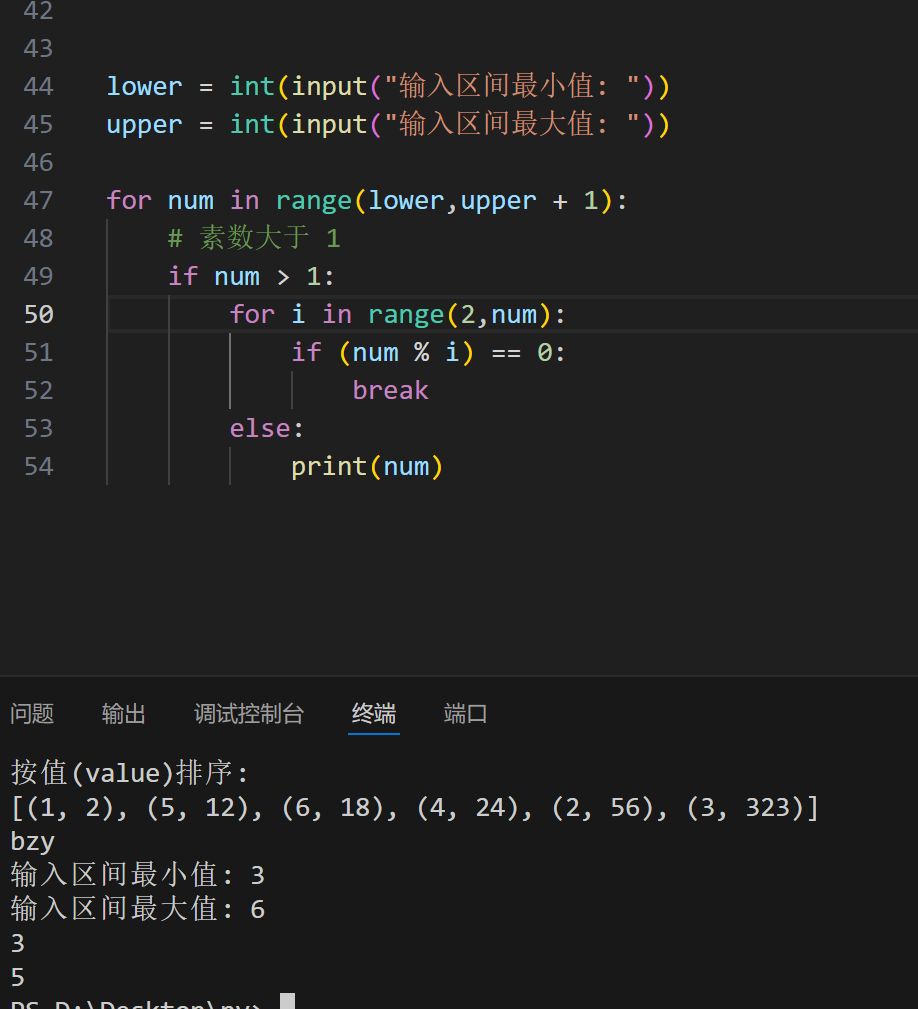 42
43
44 lower = int(input("输入区间最小值: "))
45 upper = int(input("输入区间最大值: "))
46
47 for num in range(lower,upper + 1):
48     # 素数大于 1
49     if num > 1:
50         for i in range(2,num):
51             if (num % i) == 0:
52                 break
53         else:
54             print(num)
问题 输出 调试控制台 终端 端口
按值(value)排序:
[(1, 2), (5, 12), (6, 18), (4, 24), (2, 56), (3, 323)]
bzy
输入区间最小值: 3
输入区间最大值: 6
3
5
PS D:\Desktop\py>